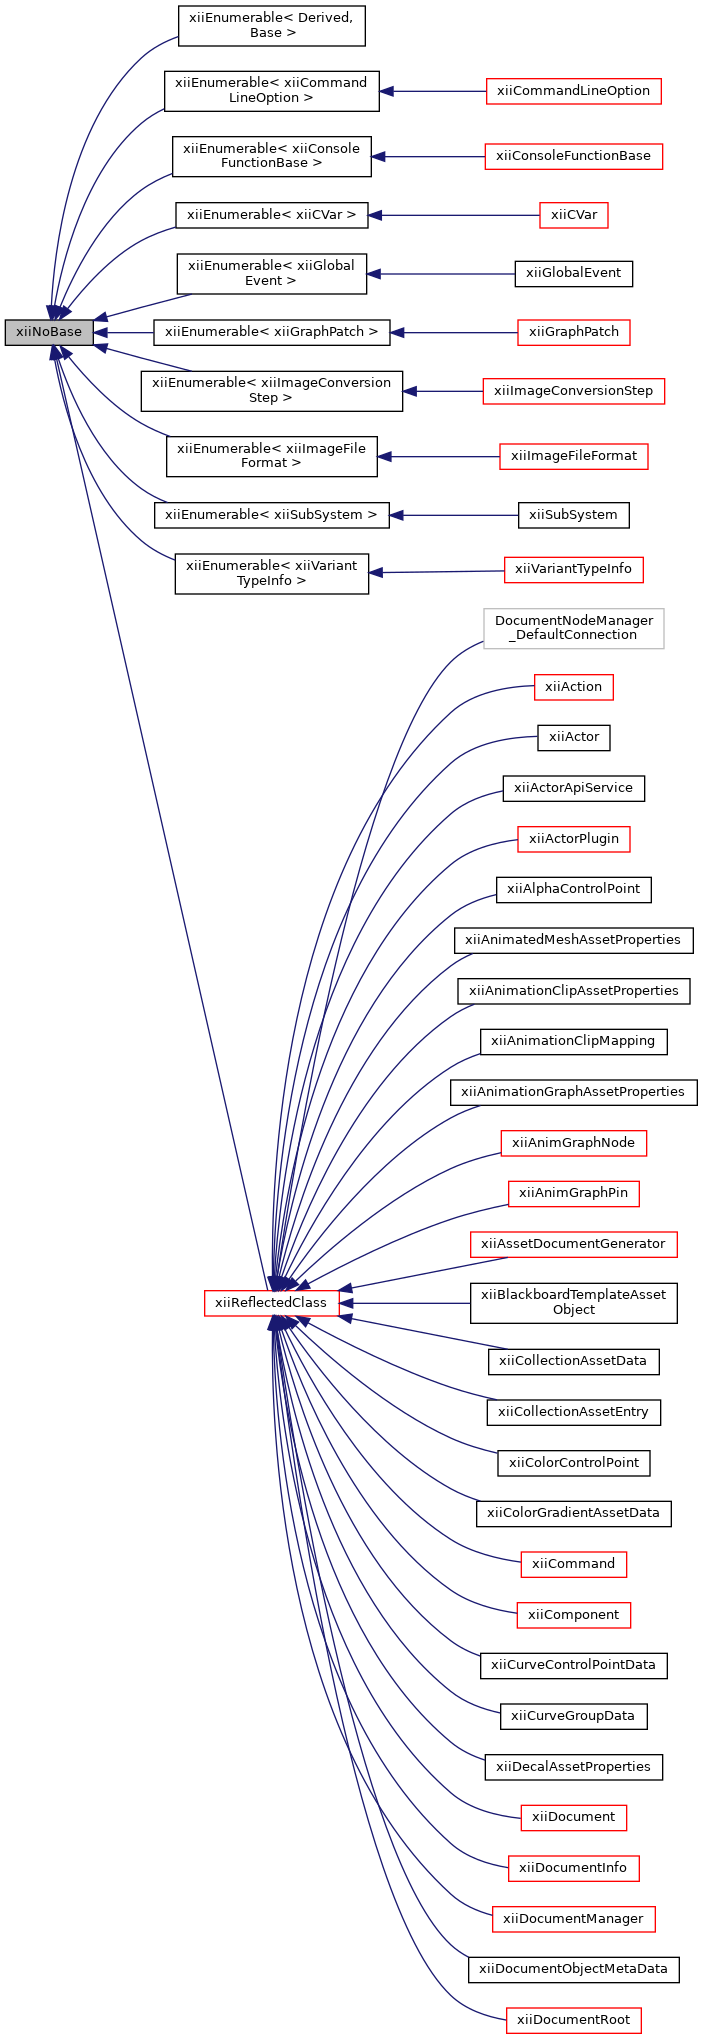 xiiEnumerable< Derived,
Base >
xiiEnumerable< xiiCommand
LineOption >
xiiCommandLineOption
xiiEnumerable< xiiConsole
FunctionBase >
xiiConsoleFunctionBase
xiiEnumerable< xiiCVar >
xiiCVar
xiiEnumerable< xiiGlobal
Event >
xiiGlobalEvent
xiiNoBase
xiiEnumerable< xiiGraphPatch >
xiiGraphPatch
xiiEnumerable< xiiImageConversion
Step >
xiiImageConversionStep
xiiEnumerable< xiiImageFile
Format >
xiiImageFileFormat
xiiEnumerable< xiiSubSystem >
xiiSubSystem
xiiEnumerable< xiiVariant
TypeInfo >
xiiVariantTypeInfo
DocumentNodeManager
_DefaultConnection
xiiAction
xiiActor
xiiActorApiService
xiiActorPlugin
xiiAlphaControlPoint
xiiAnimatedMeshAssetProperties
xiiAnimationClipAssetProperties
xiiAnimationClipMapping
xiiAnimationGraphAssetProperties
xiiAnimGraphNode
xiiAnimGraphPin
xiiAssetDocumentGenerator
xiiReflectedClass
xiiBlackboardTemplateAsset
Object
xiiCollectionAssetData
xiiCollectionAssetEntry
xiiColorControlPoint
xiiColorGradientAssetData
xiiCommand
xiiComponent
xiiCurveControlPointData
xiiCurveGroupData
xiiDecalAssetProperties
xiiDocument
xiiDocumentInfo
xiiDocumentManager
xiiDocumentObjectMetaData
xiiDocumentRoot